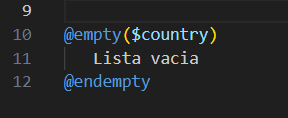 9
10 @empty($country)
11 Lista vacia
12 @endempty